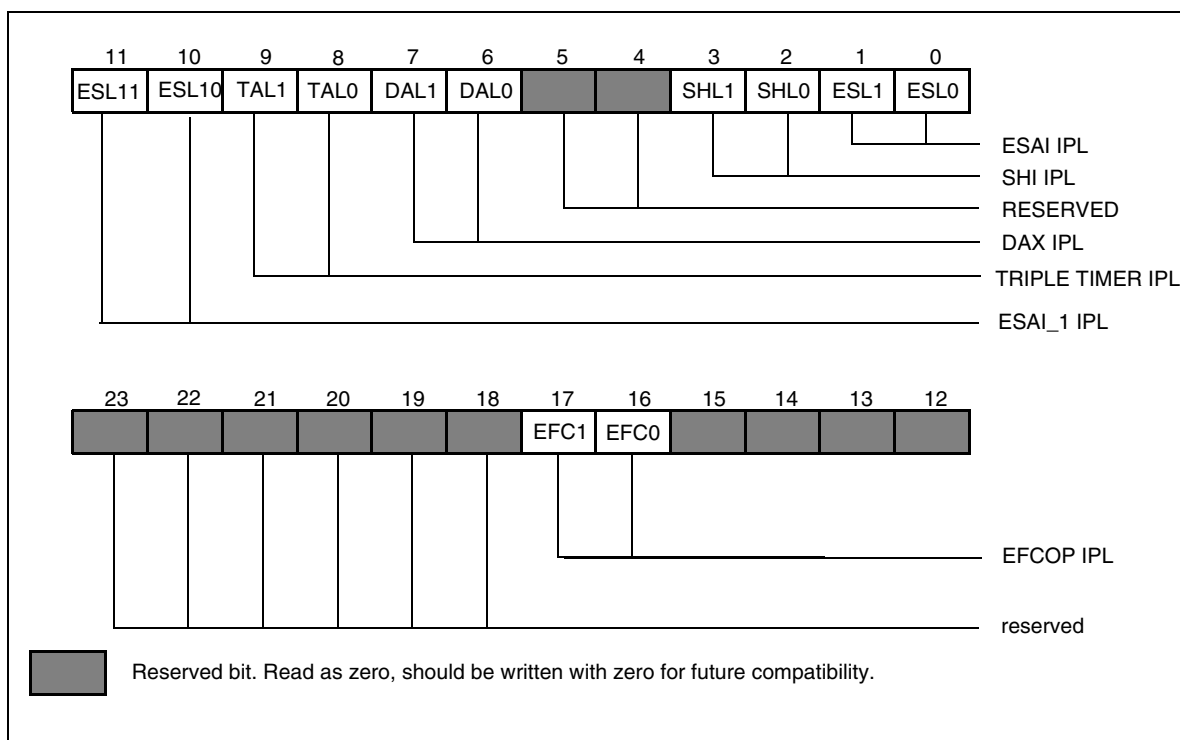 11 10 9 8 7 6 5 4 3 2 1 0
ESL11 ESL10 TAL1 TAL0 DAL1 DAL0 SHL1 SHL0 ESL1 ESL0
ESAI IPL
SHI IPL
RESERVED
DAX IPL
TRIPLE TIMER IPL
ESAI_1 IPL
23 22 21 20 19 18 17 16 15 14 13 12
EFC1 EFC0
EFCOP IPL
reserved
Reserved bit. Read as zero, should be written with zero for future compatibility.